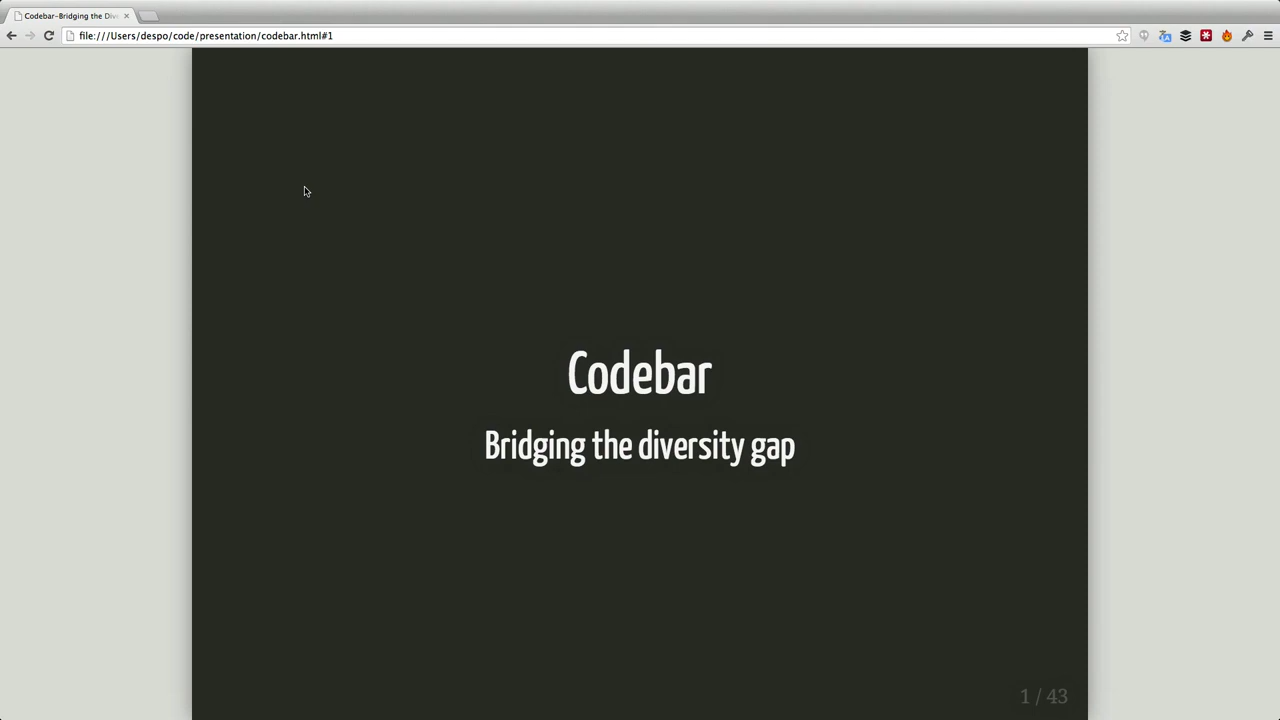 Codebar-Bridging the Div
file:///Users/despo/code/presentation/codebar.html#1
Codebar
Bridging the diversity gap
1 / 43